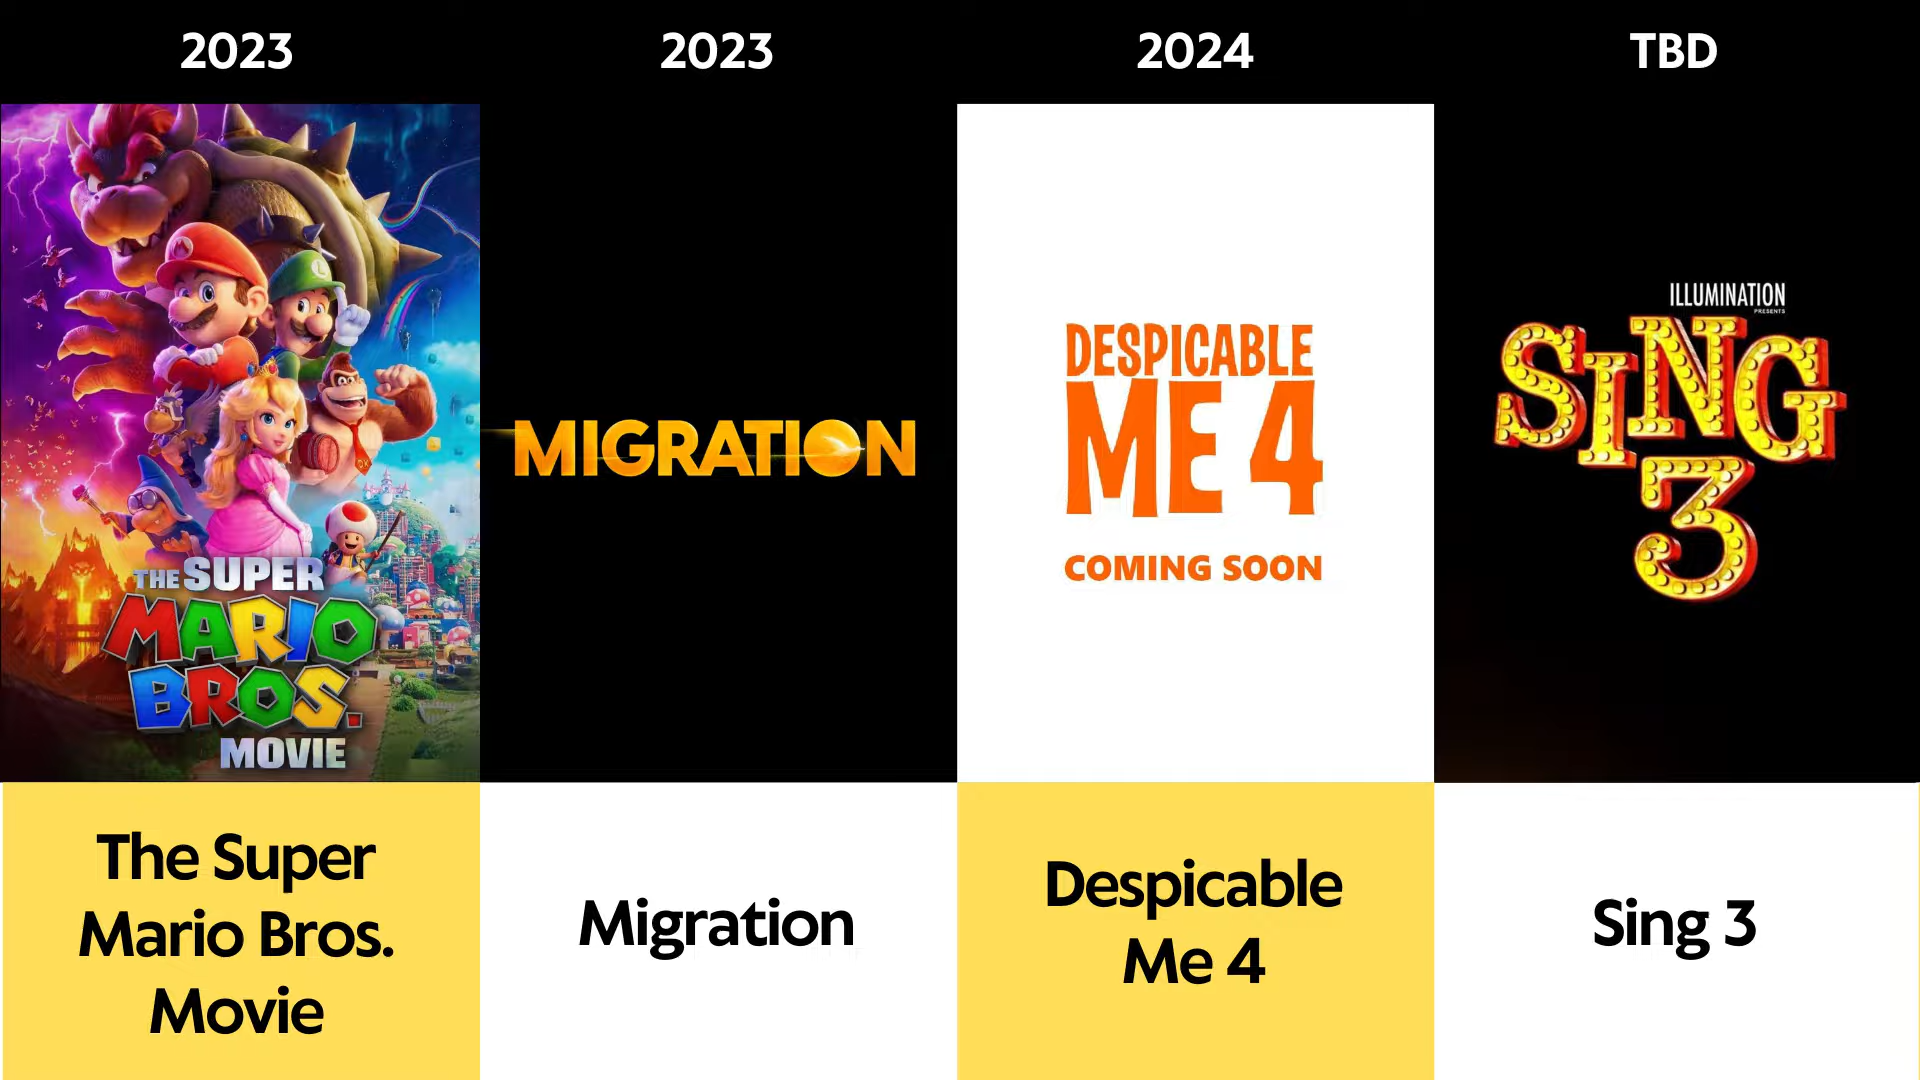 2023
2023
2024
TBD
THE SUPER
MARIO
BROS.
MOVIE
MIGRATION
DESPICABLE
ME 4
COMING SOON
ILLUMINATION
PRESENTS
SING
3
The Super
Mario Bros.
Movie
Migration
Despicable
Me 4
Sing 3